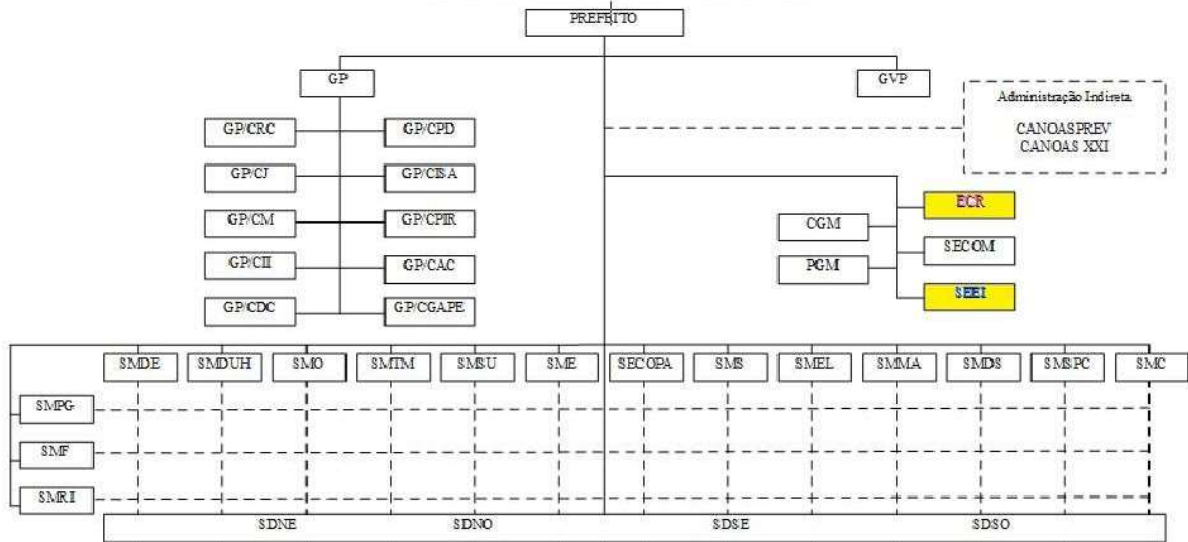 PREFEITO
GP
GVP
Administração Indireta
CANOASPREV
CANOAS XXI
GP/CRC
GP/CPD
GP/CJ
GP/CISA
GP/CM
GP/CPIR
GP/CII
GP/CAC
GP/CDC
GP/CGAPE
ECR
CGM
SECOM
PGM
SEEI
SMDE
SMDUH
SMO
SMTM
SMSU
SME
SECOPA
SMS
SMEL
SMMA
SMDS
SMSPC
SMC
SMPG
SMF
SMRI
SDNE
SDNO
SDSE
SDSO